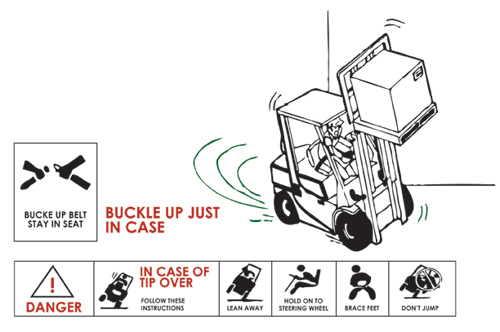 BUCKE UP BELT
STAY IN SEAT
BUCKLE UP JUST
IN CASE
DANGER
IN CASE OF
TIP OVER
FOLLOW THESE
INSTRUCTIONS
LEAN AWAY
HOLD ON TO
STEERING WHEEL
BRACE FEET
DON'T JUMP